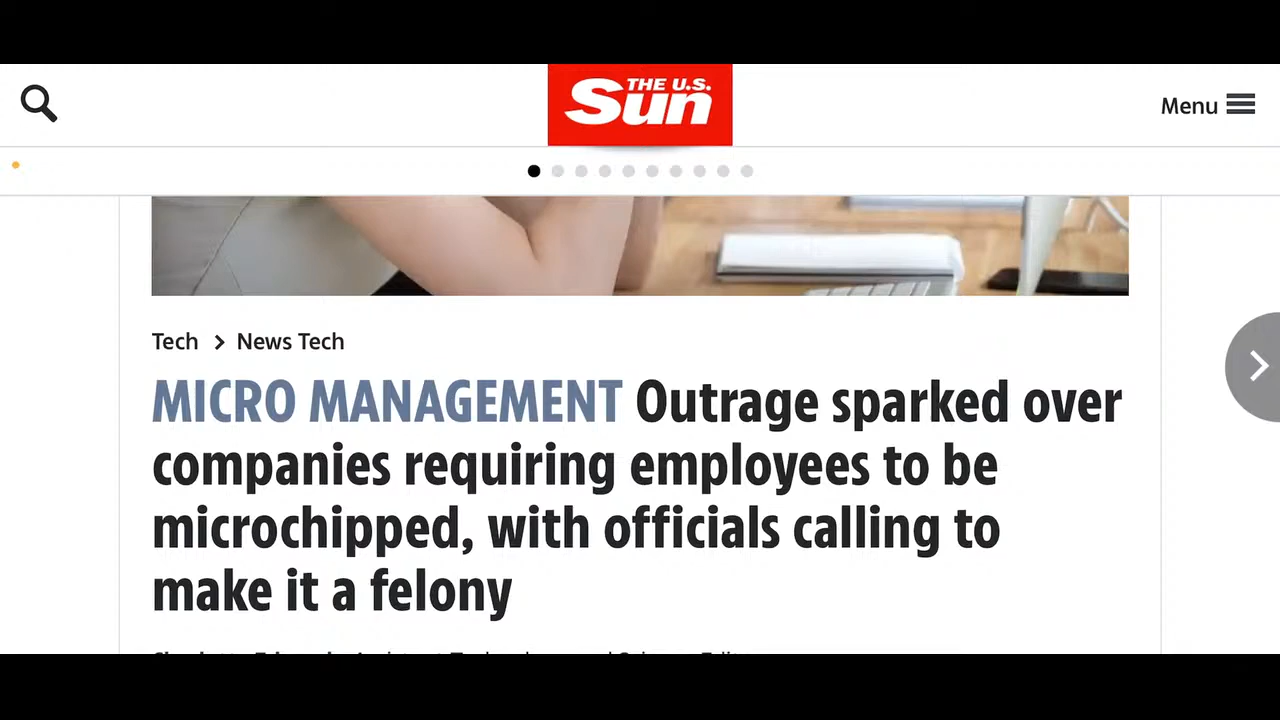 THE U.S.
Sun
Menu
Tech > News Tech
MICRO MANAGEMENT Outrage sparked over
companies requiring employees to be
microchipped, with officials calling to
make it a felony